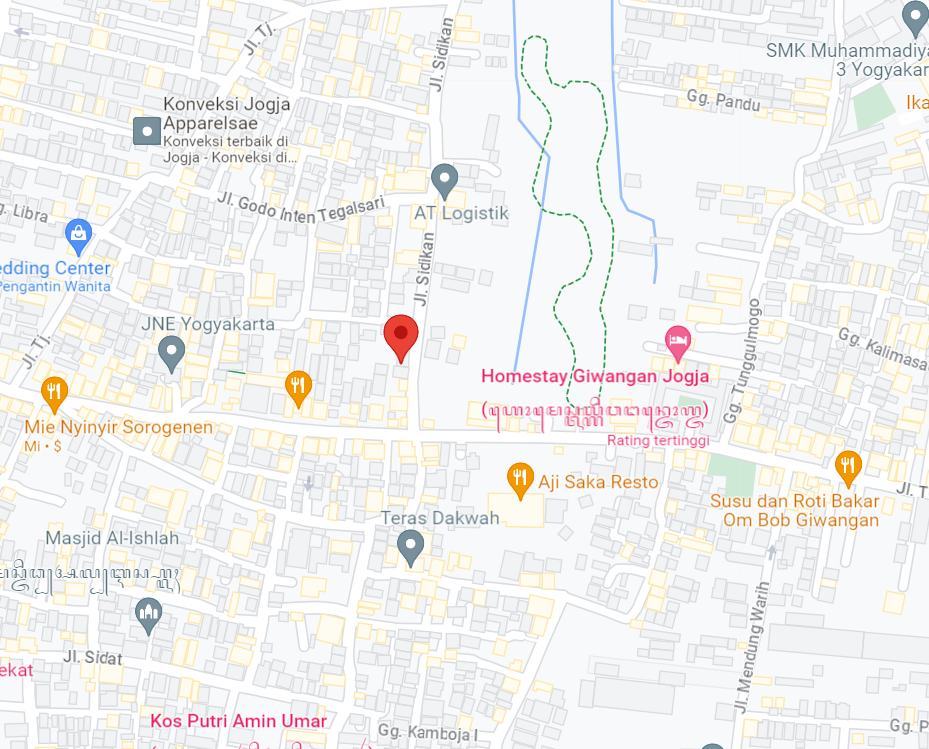 Jl. Tj.
Jl. Sidikan
SMK Muhammadiya
3 Yogyakar
Gg. Pandu
Ika
Konveksi Jogja
Apparelsae
Konveksi terbaik di
Jogja - Konveksi di...
Jl. Godo Inten Tegalsari
AT Logistik
g. Libra
edding Center
Pengantin Wanita
Jl. Sidikan
JNE Yogyakarta
Jl. Tj.
Gg. Tunggulmogo
Gg. Kalimasa
Homestay Giwangan Jogja
Rating tertinggi
Mie Nyinyir Sorogenen
Mi • $
Aji Saka Resto
Susu dan Roti Bakar
Om Bob Giwangan
Jl. T
Teras Dakwah
Masjid Al-Ishlah
Jl. Mendung Warih
Jl. Sidat
ekat
Kos Putri Amin Umar
Gg. Kamboja I
Gg. P